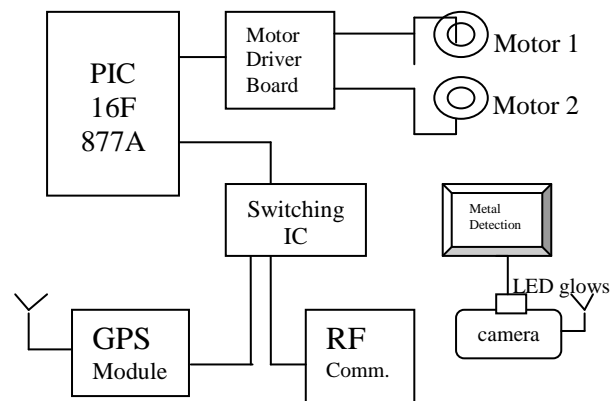 PIC
16F
877A
Motor
Driver
Board
Motor 1
Motor 2
Switching
IC
Metal
Detection
LED glows
camera
GPS
Module
RF
Comm.